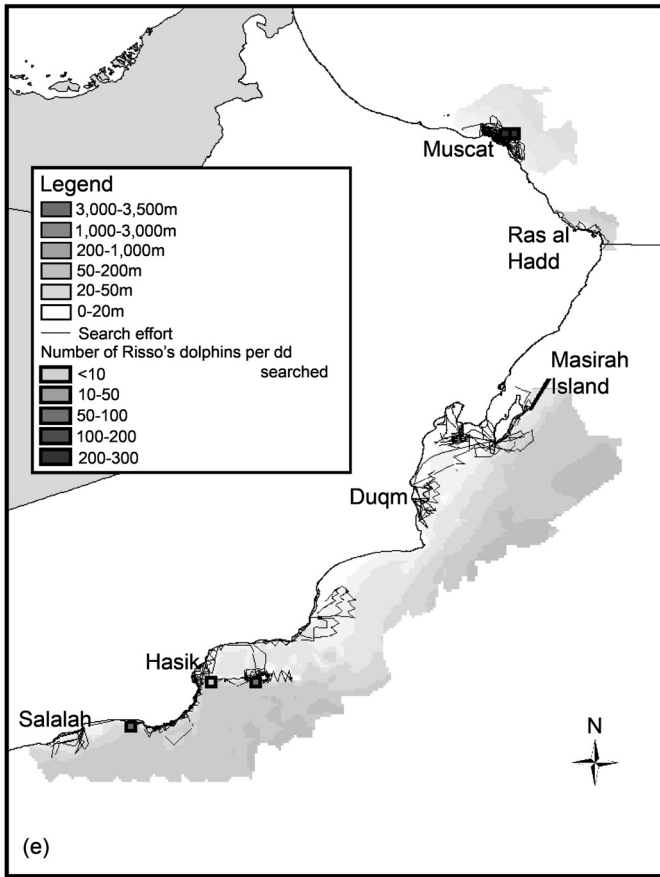 Muscat
Legend
3,000-3,500m
1,000-3,000m
200-1,000m
50-200m
20-50m
0-20m
Search effort
Number of Risso's dolphins per dd
searched
<10
10-50
50-100
100-200
200-300
Ras al
Hadd
Masirah
Island
Duqm
Hasik
Salalah
N
(e)